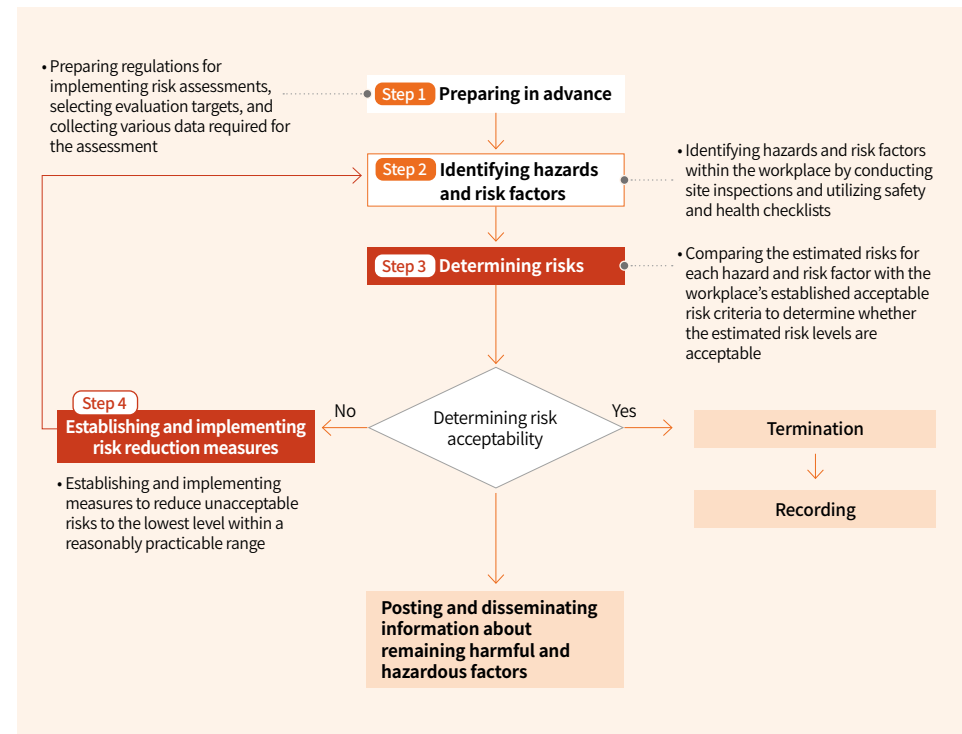 • Preparing regulations for
implementing risk assessments,
selecting evaluation targets, and
collecting various data required for
the assessment
Step 1 Preparing in advance
Step 2 Identifying hazards
and risk factors
• Identifying hazards and risk factors
within the workplace by conducting
site inspections and utilizing safety
and health checklists
Step 3 Determining risks
• Comparing the estimated risks for
each hazard and risk factor with the
workplace's established acceptable
risk criteria to determine whether
the estimated risk levels are
acceptable
Determining risk
acceptability
No
Yes
Step 4
Establishing and implementing
risk reduction measures
• Establishing and implementing
measures to reduce unacceptable
risks to the lowest level within a
reasonably practicable range
Termination
Recording
Posting and disseminating
information about
remaining harmful and
hazardous factors